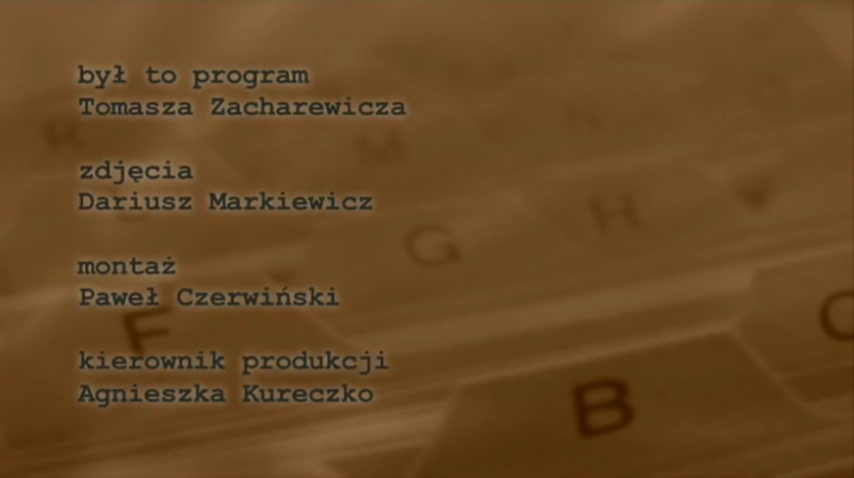 był to program
Tomasza Zacharewicza
zdjęcia
Dariusz Markiewicz
montaż
Paweł Czerwiński
kierownik produkcji
Agnieszka Kureczko
R
M
N
O
G
H
F
C
B